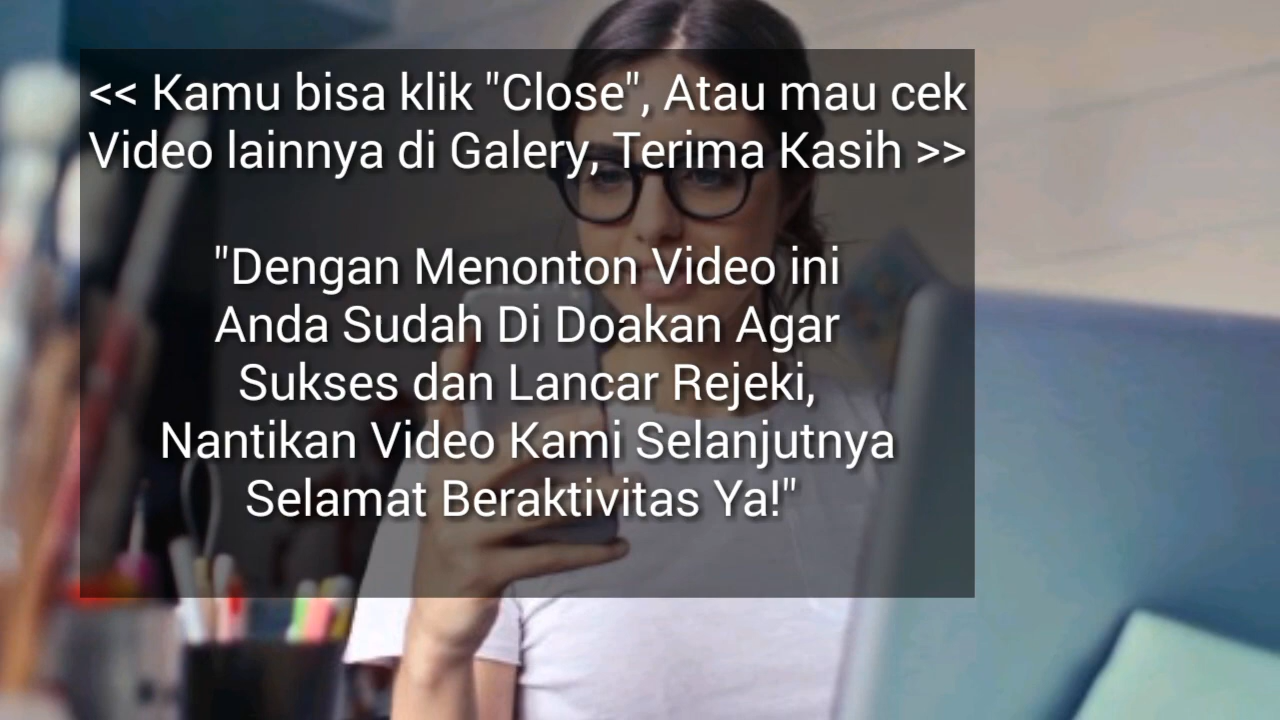 << Kamu bisa klik "Close", Atau mau cek
Video lainnya di Galery, Terima Kasih >>
"Dengan Menonton Video ini
Anda Sudah Di Doakan Agar
Sukses dan Lancar Rejeki,
Nantikan Video Kami Selanjutnya
Selamat Beraktivitas Ya!"